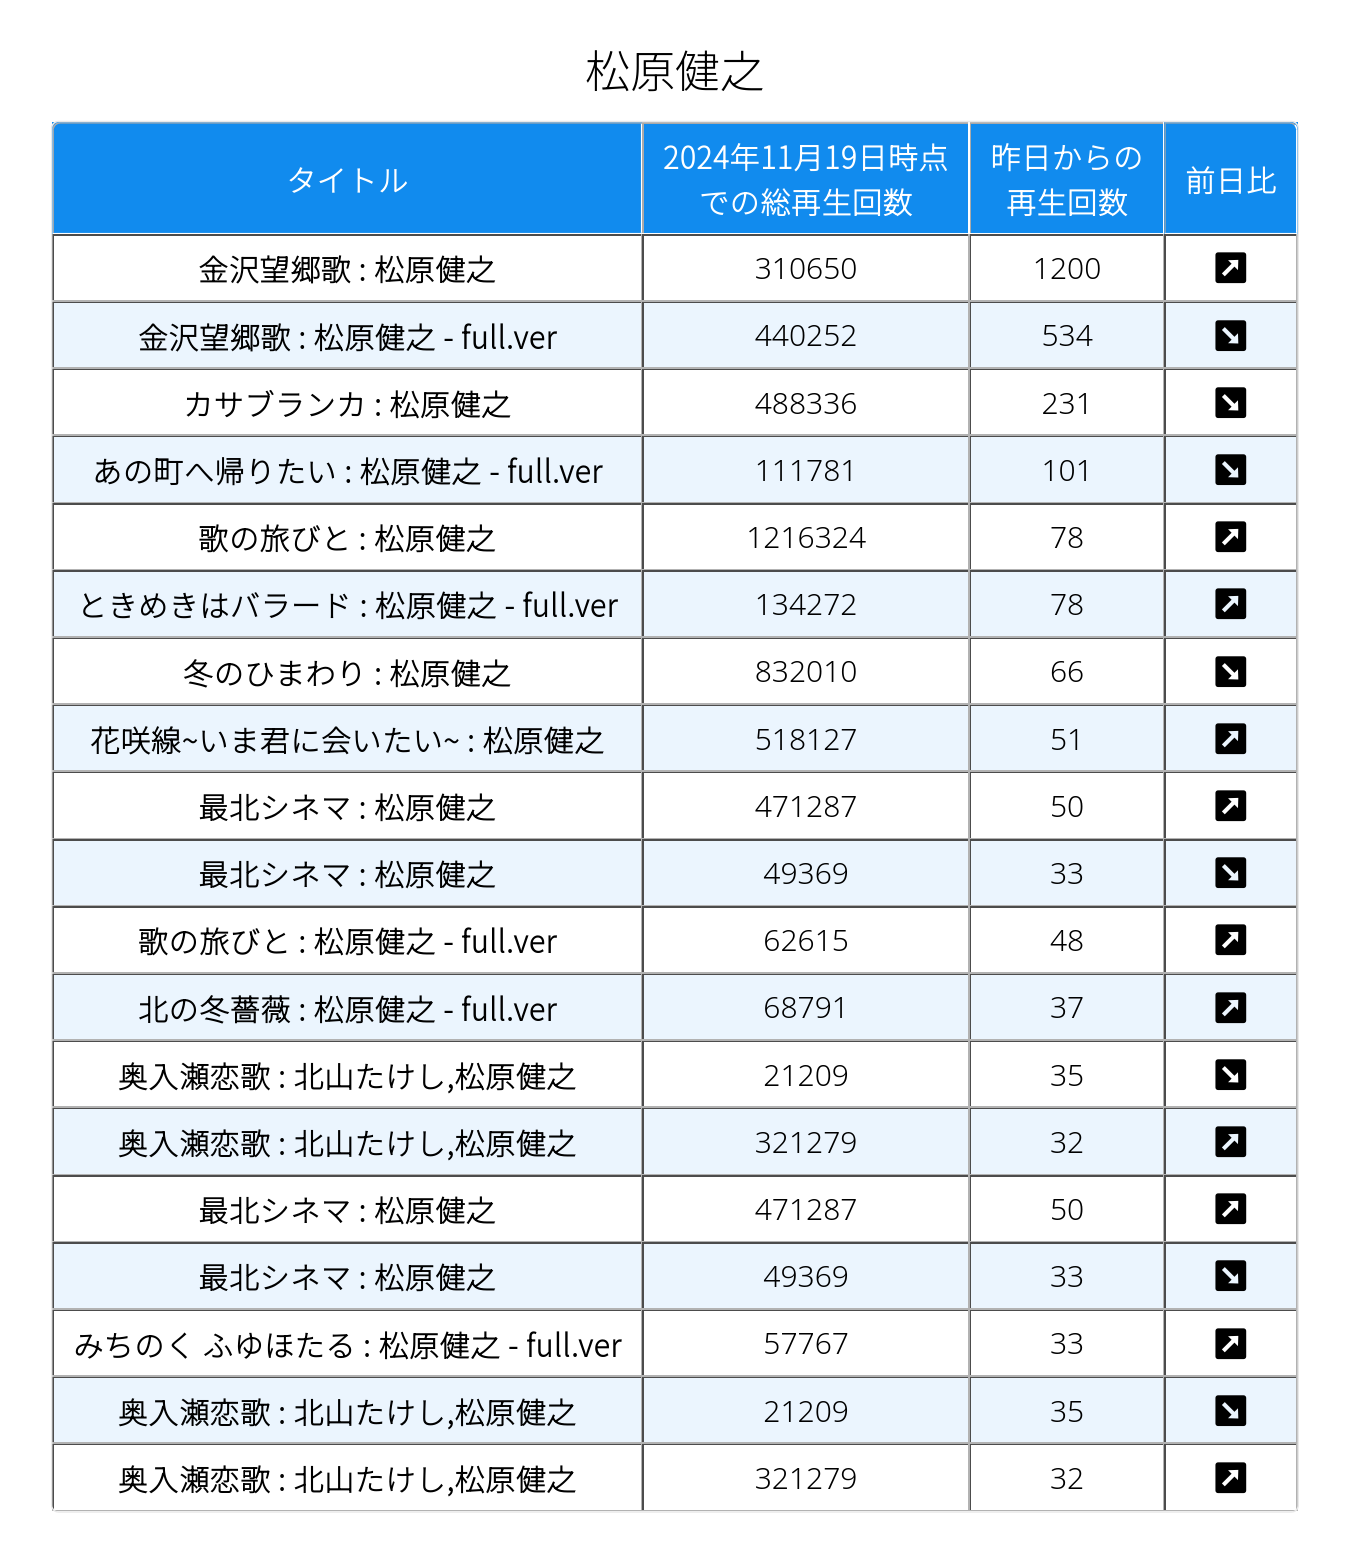 松原健之
タイトル 2024年11月19日時点での総再生回数 昨日からの再生回数 前日比
金沢望郷歌 : 松原健之 310650 1200 ↗
金沢望郷歌 : 松原健之 - full.ver 440252 534 ↘
カサブランカ : 松原健之 488336 231 ↘
あの町へ帰りたい : 松原健之 - full.ver 111781 101 ↘
歌の旅びと : 松原健之 1216324 78 ↗
ときめきはバラード : 松原健之 - full.ver 134272 78 ↗
冬のひまわり : 松原健之 832010 66 ↘
花咲線~いま君に会いたい~ : 松原健之 518127 51 ↗
最北シネマ : 松原健之 471287 50 ↗
最北シネマ : 松原健之 49369 33 ↘
歌の旅びと : 松原健之 - full.ver 62615 48 ↗
北の冬薔薇 : 松原健之 - full.ver 68791 37 ↗
奥入瀬恋歌 : 北山たけし,松原健之 21209 35 ↘
奥入瀬恋歌 : 北山たけし,松原健之 321279 32 ↗
最北シネマ : 松原健之 471287 50 ↗
最北シネマ : 松原健之 49369 33 ↘
みちのく ふゆほたる : 松原健之 - full.ver 57767 33 ↗
奥入瀬恋歌 : 北山たけし,松原健之 21209 35 ↘
奥入瀬恋歌 : 北山たけし,松原健之 321279 32 ↗